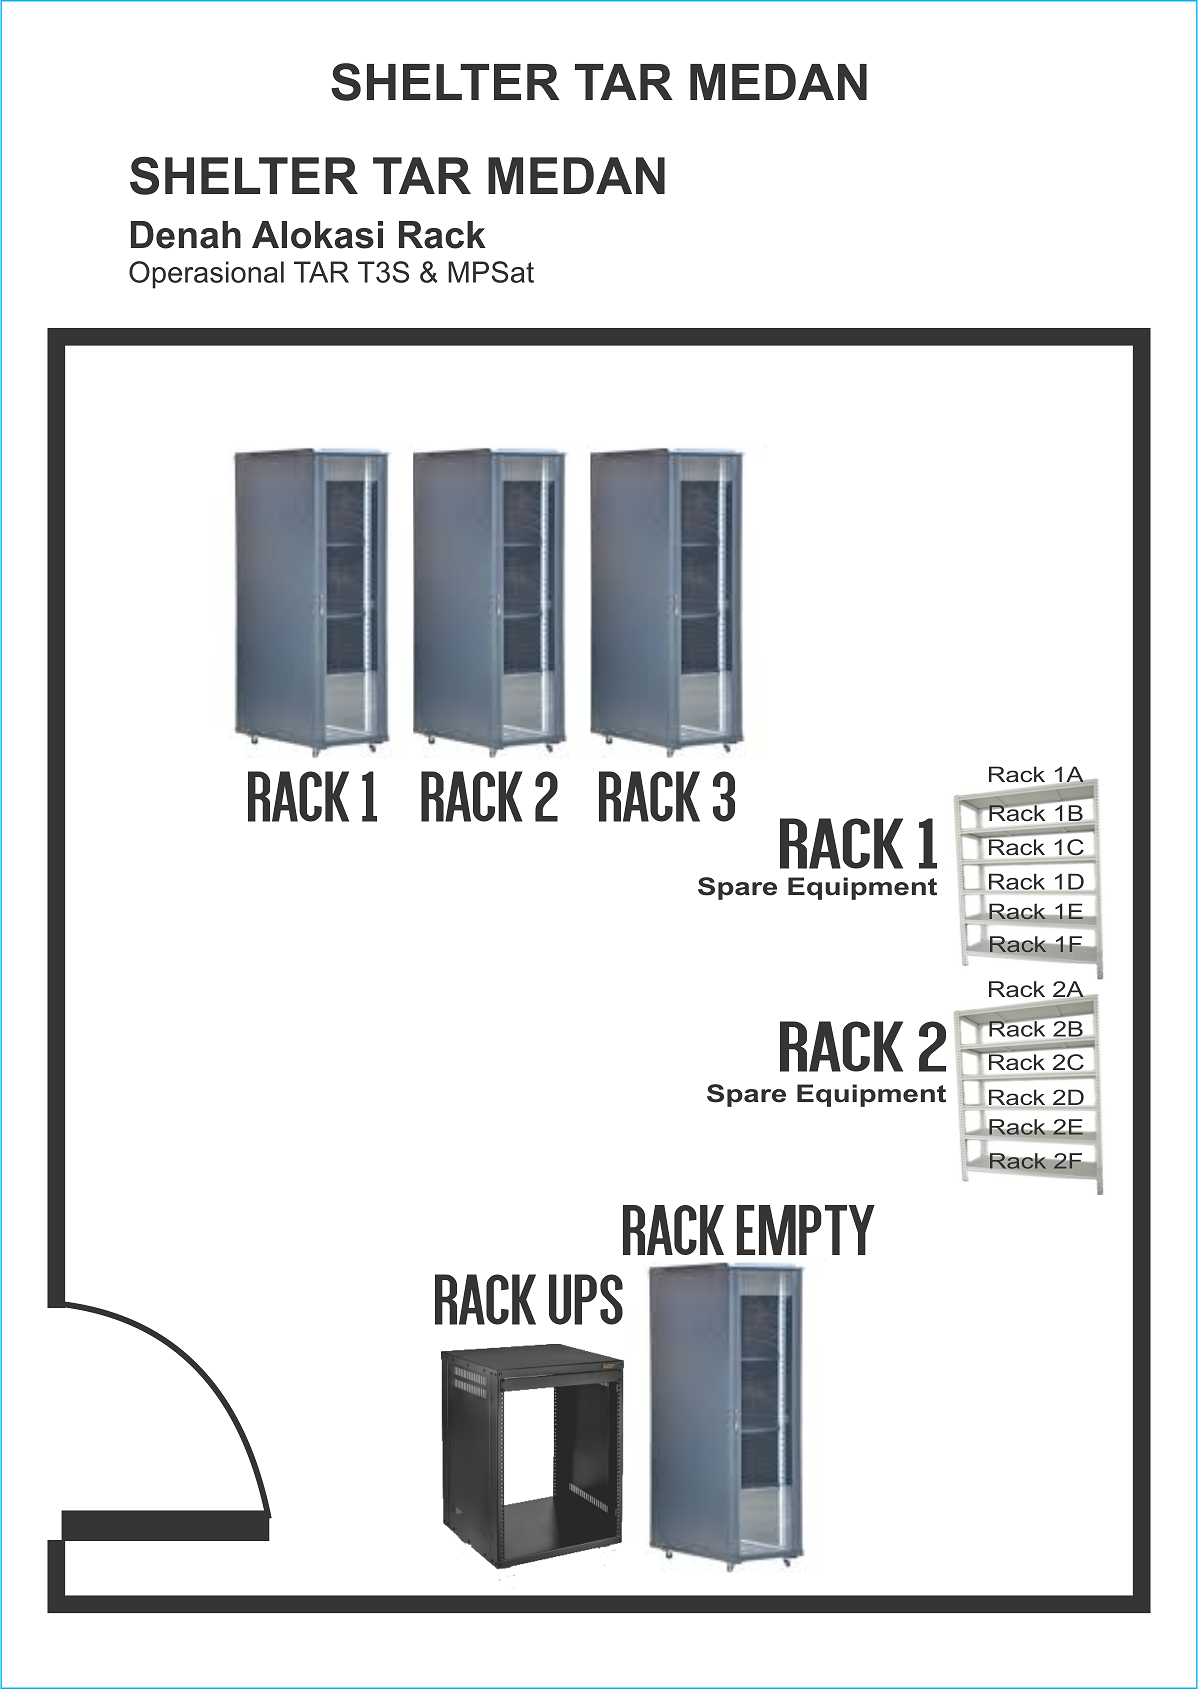 SHELTER TAR MEDAN
SHELTER TAR MEDAN
Denah Alokasi Rack
Operasional TAR T3S & MPSat
RACK 1
RACK 2
RACK 3
RACK 1
Spare Equipment
Rack 1A
Rack 1B
Rack 1C
Rack 1D
Rack 1E
Rack 1F
RACK 2
Spare Equipment
Rack 2A
Rack 2B
Rack 2C
Rack 2D
Rack 2E
Rack 2F
RACK EMPTY
RACK UPS